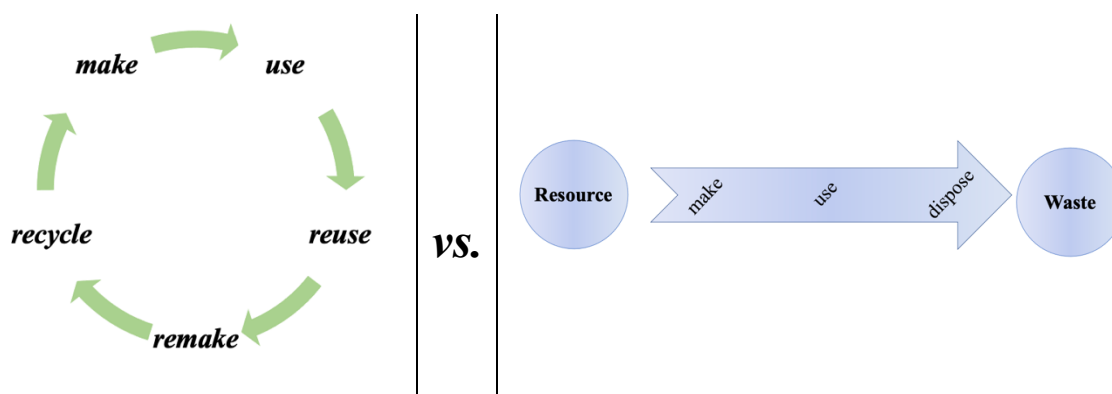 make
use
reuse
remake
recycle
vs.
Resource
make
use
dispose
Waste